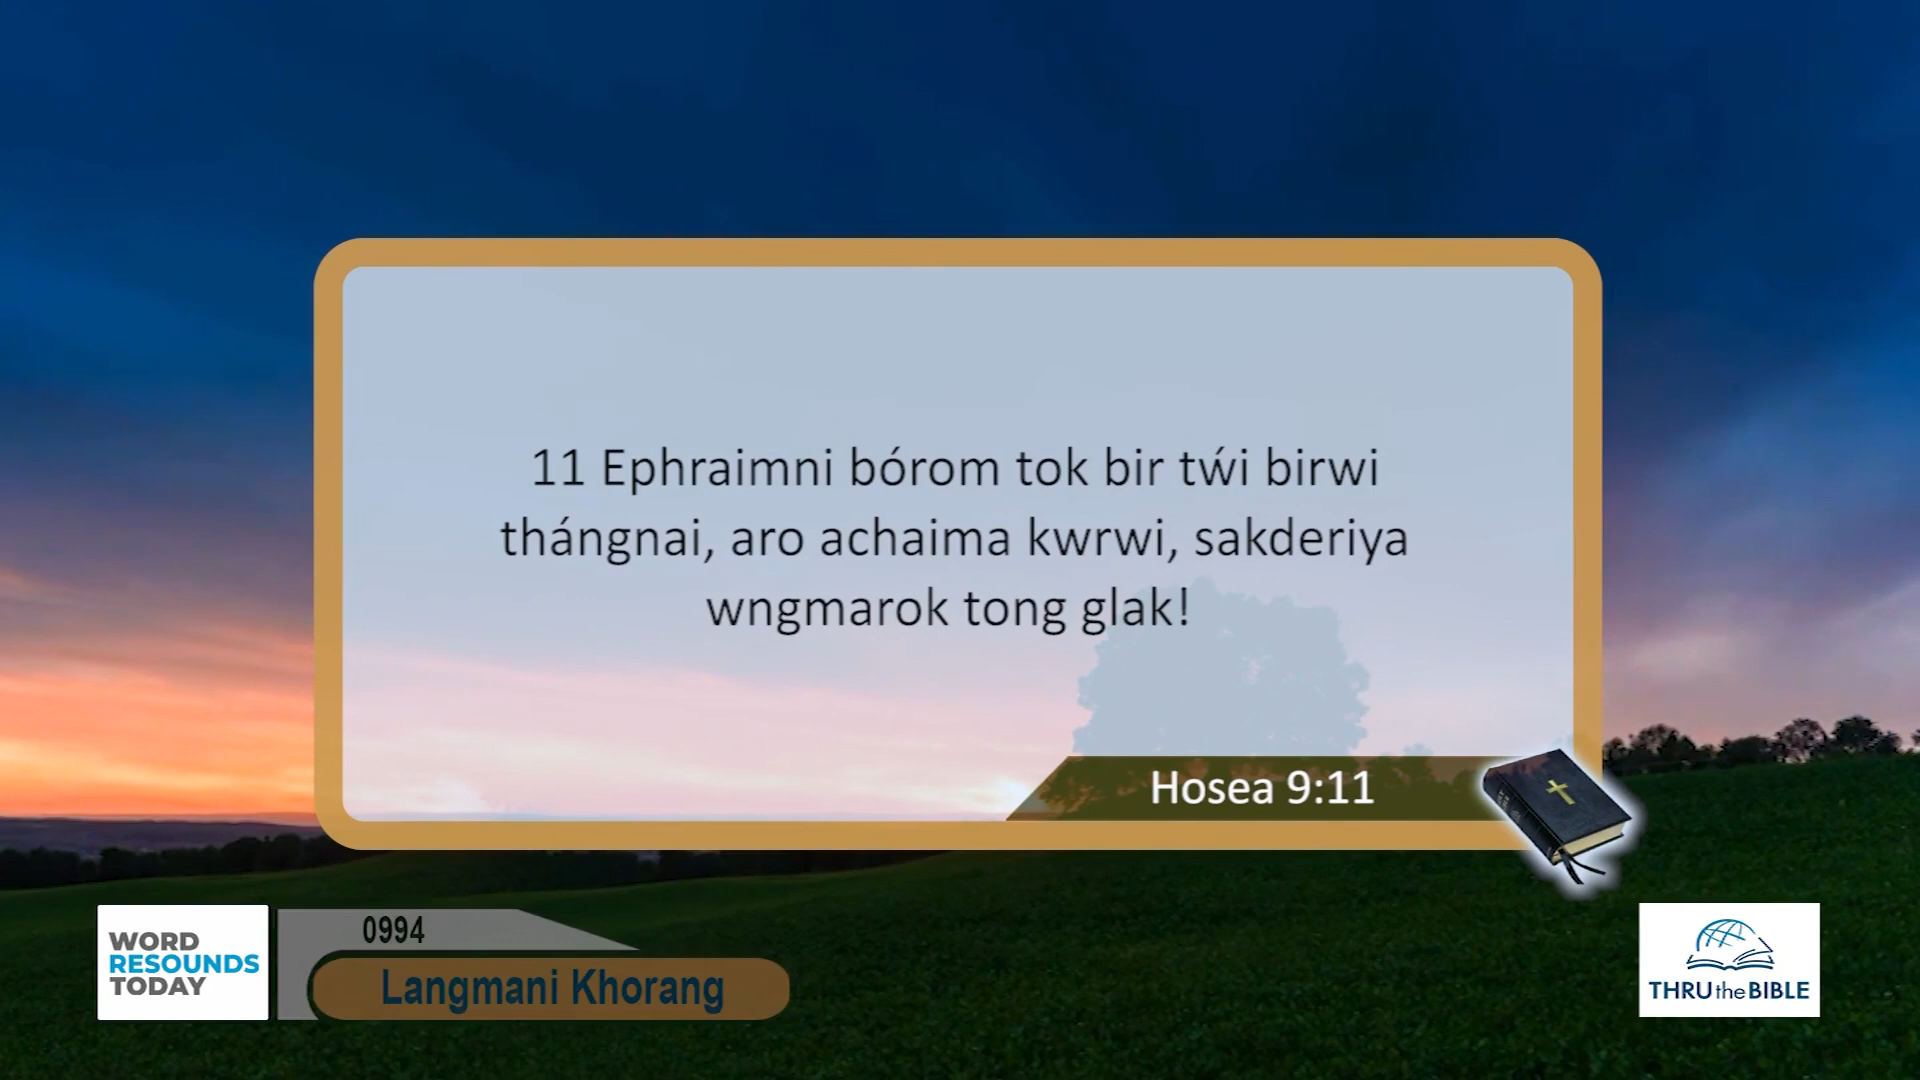 11 Ephraimni bórom tok bir tẃi birwi
thángnai, aro achaima kwrwi, sakderiya
wngmarok tong glak!
Hosea 9:11
0994
Langmani Khorang
WORD
RESOUNDS
TODAY
THRU the BIBLE